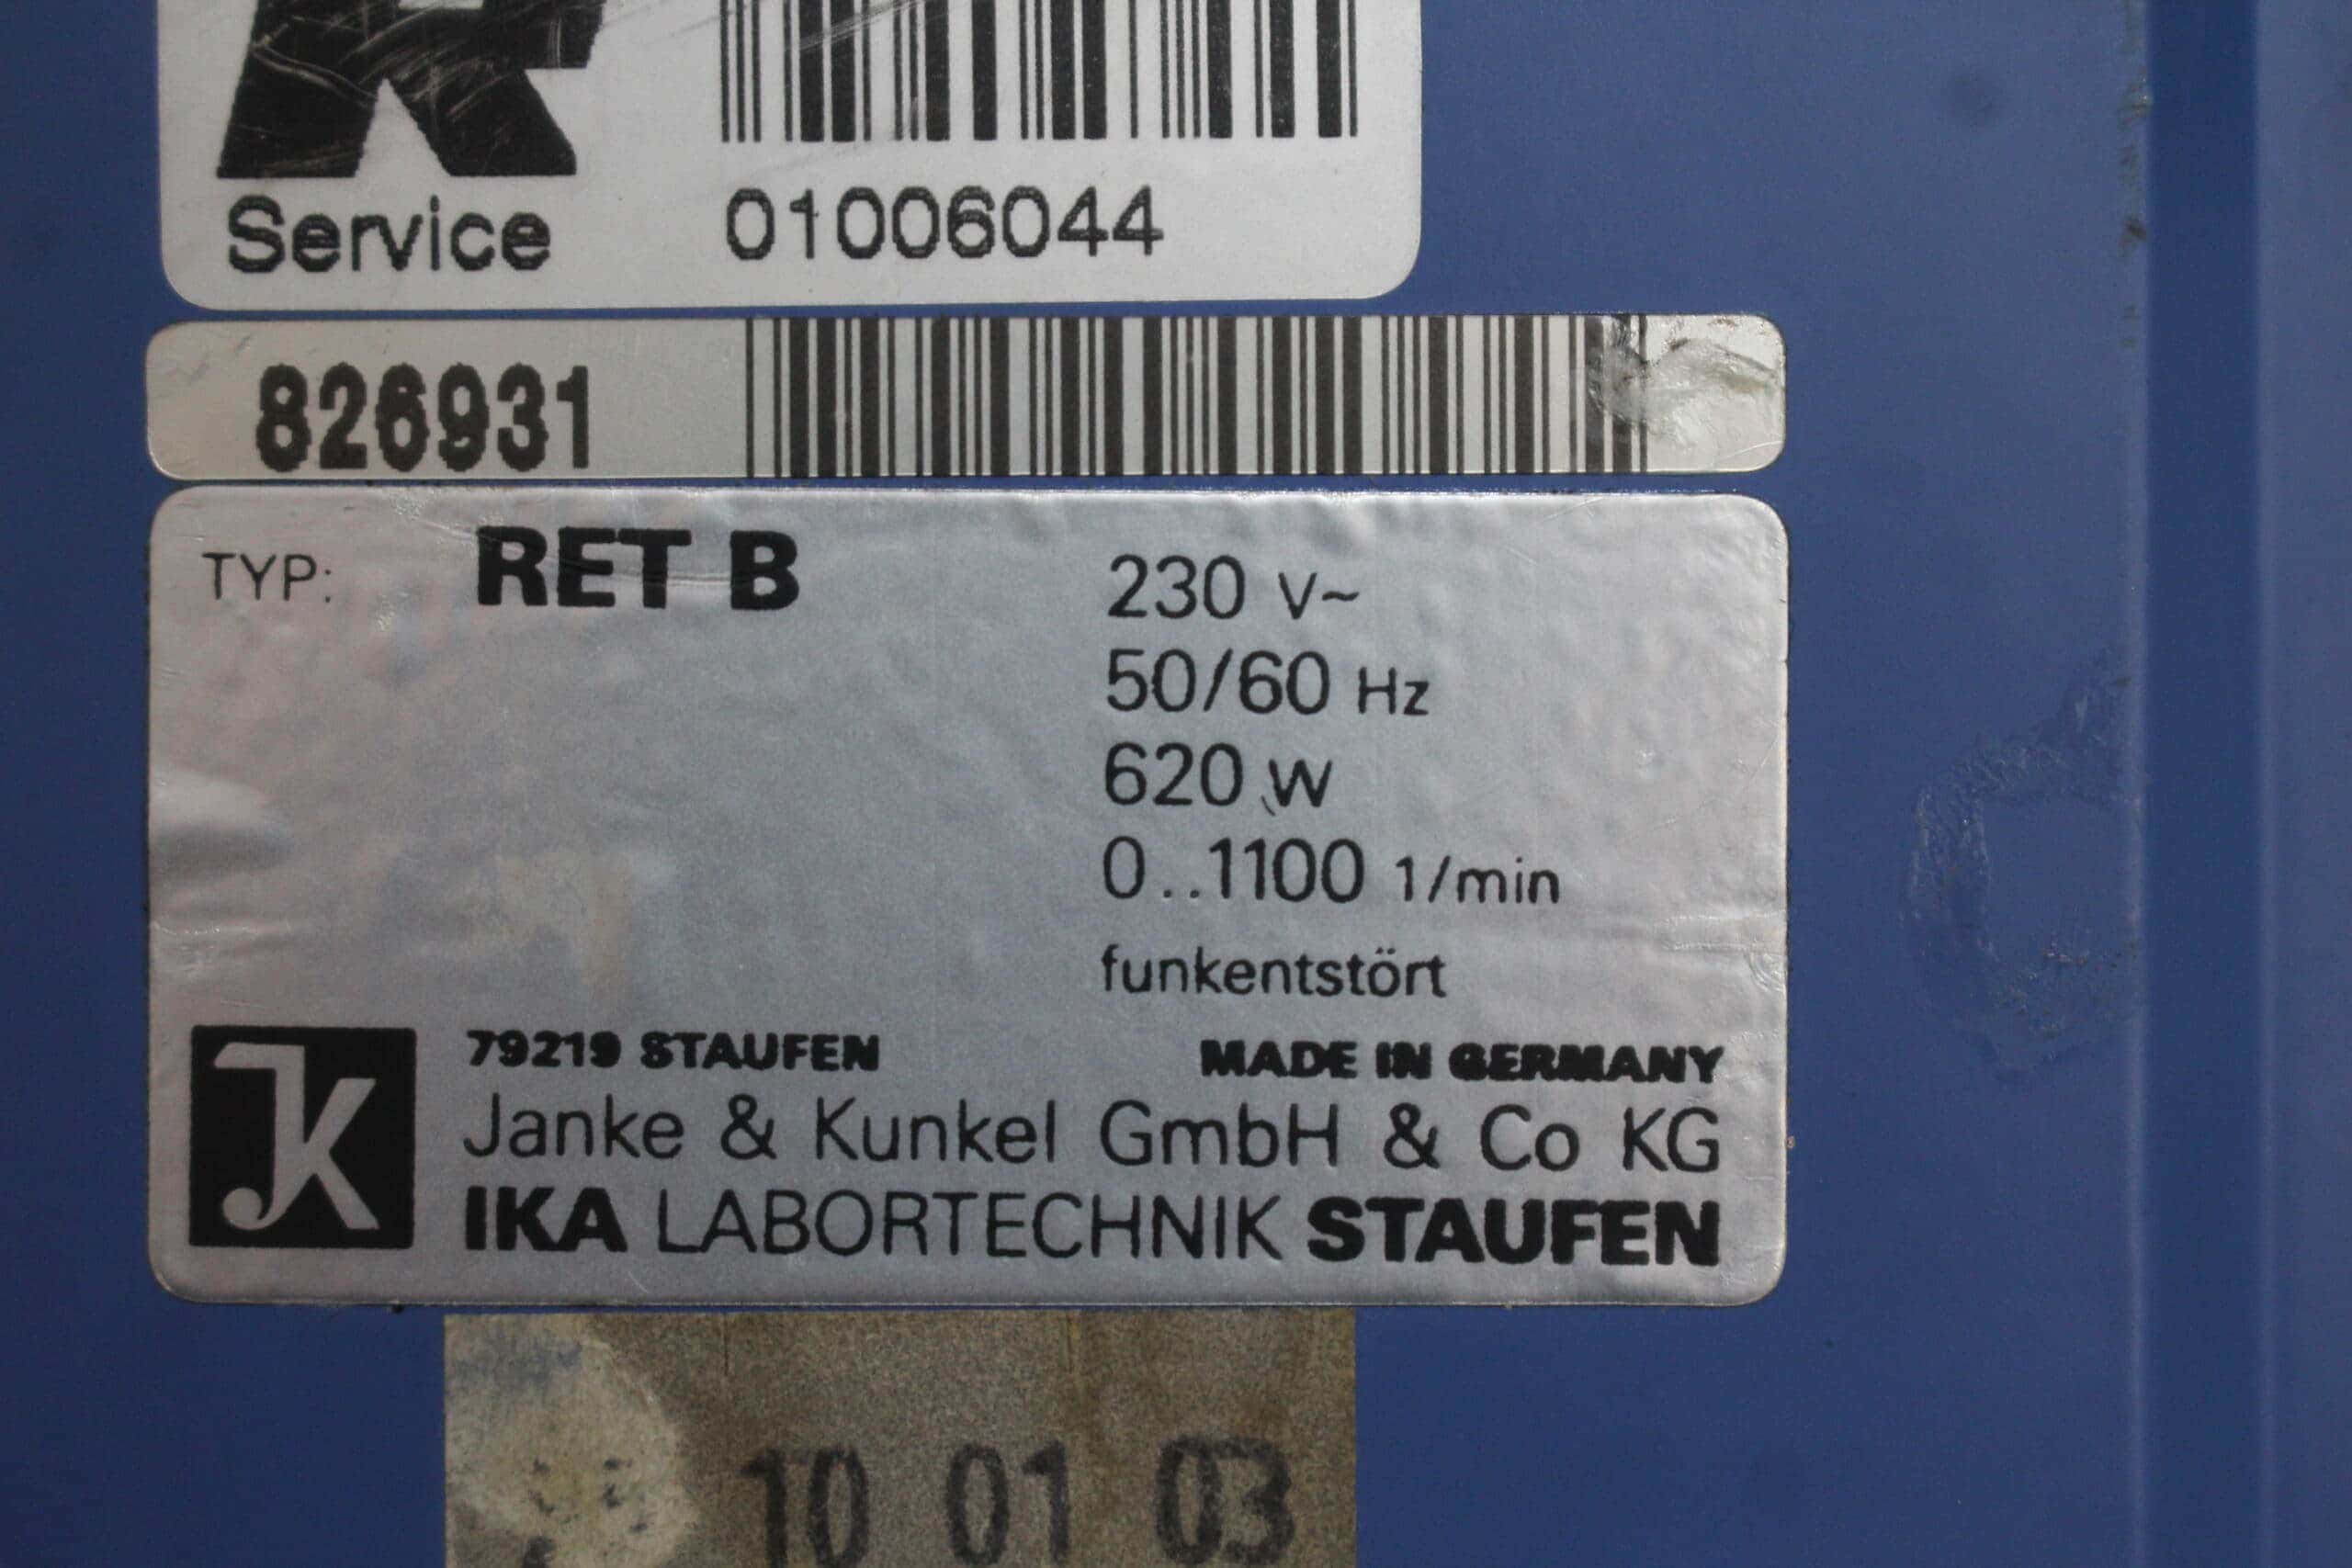 R
Service 01006044
826931
TYP: RET B 230 V~
50/60 Hz
620 W
0..1100 1/min
funkentstört
JK
79219 STAUFEN MADE IN GERMANY
Janke & Kunkel GmbH & Co KG
IKA LABORTECHNIK STAUFEN
10 01 03